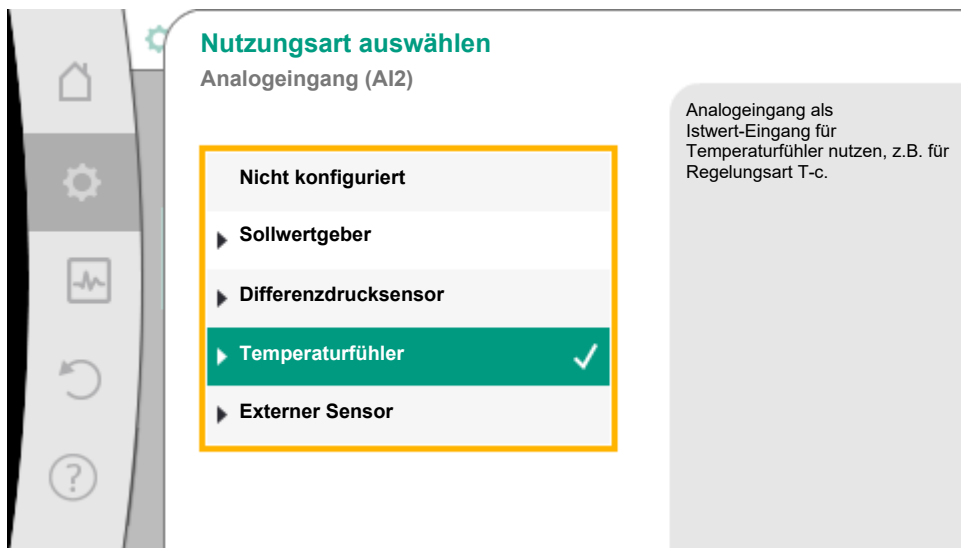 Nutzungsart auswählen
Analogeingang (AI2)
Nicht konfiguriert
Sollwertgeber
Differenzdrucksensor
Temperaturfühler
Externer Sensor
Analogeingang als
Istwert-Eingang für
Temperaturfühler nutzen, z.B. für
Regelungsart T-c.
?